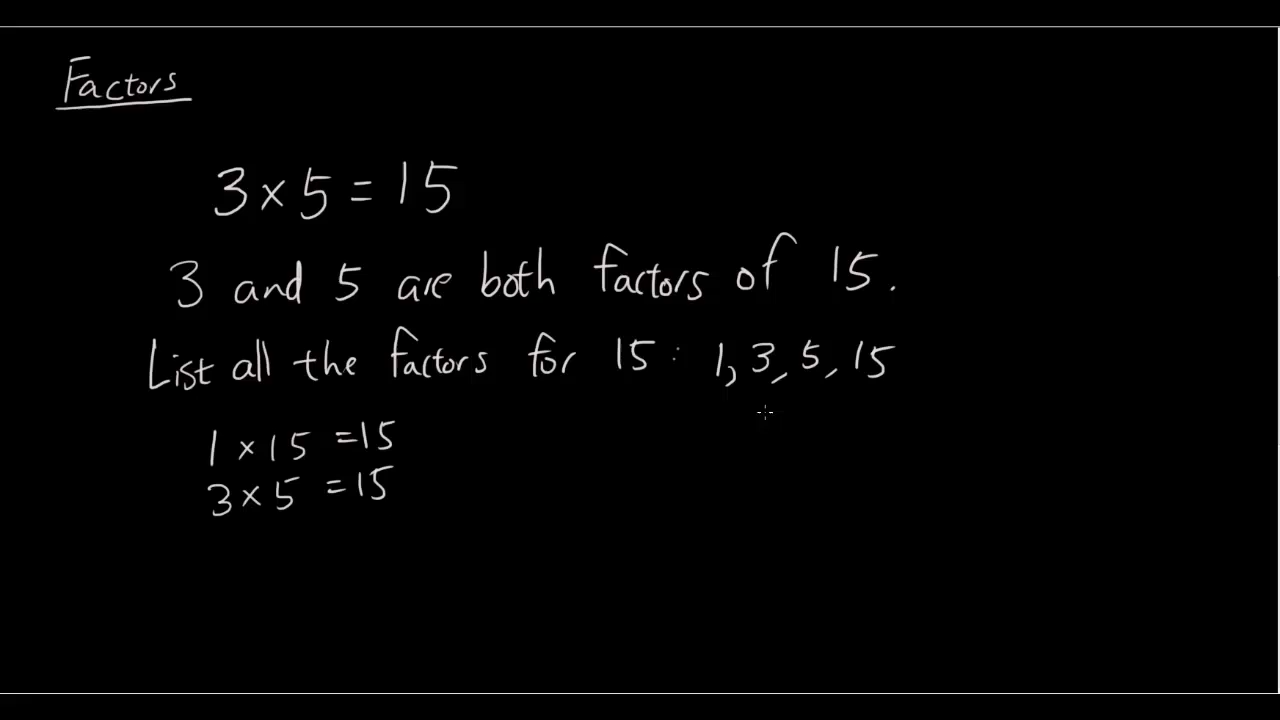 Factors
3 × 5 = 15
3 and 5 are both factors of 15.
List all the factors for 15 : 1, 3, 5, 15
1 × 15 = 15
3 × 5 = 15